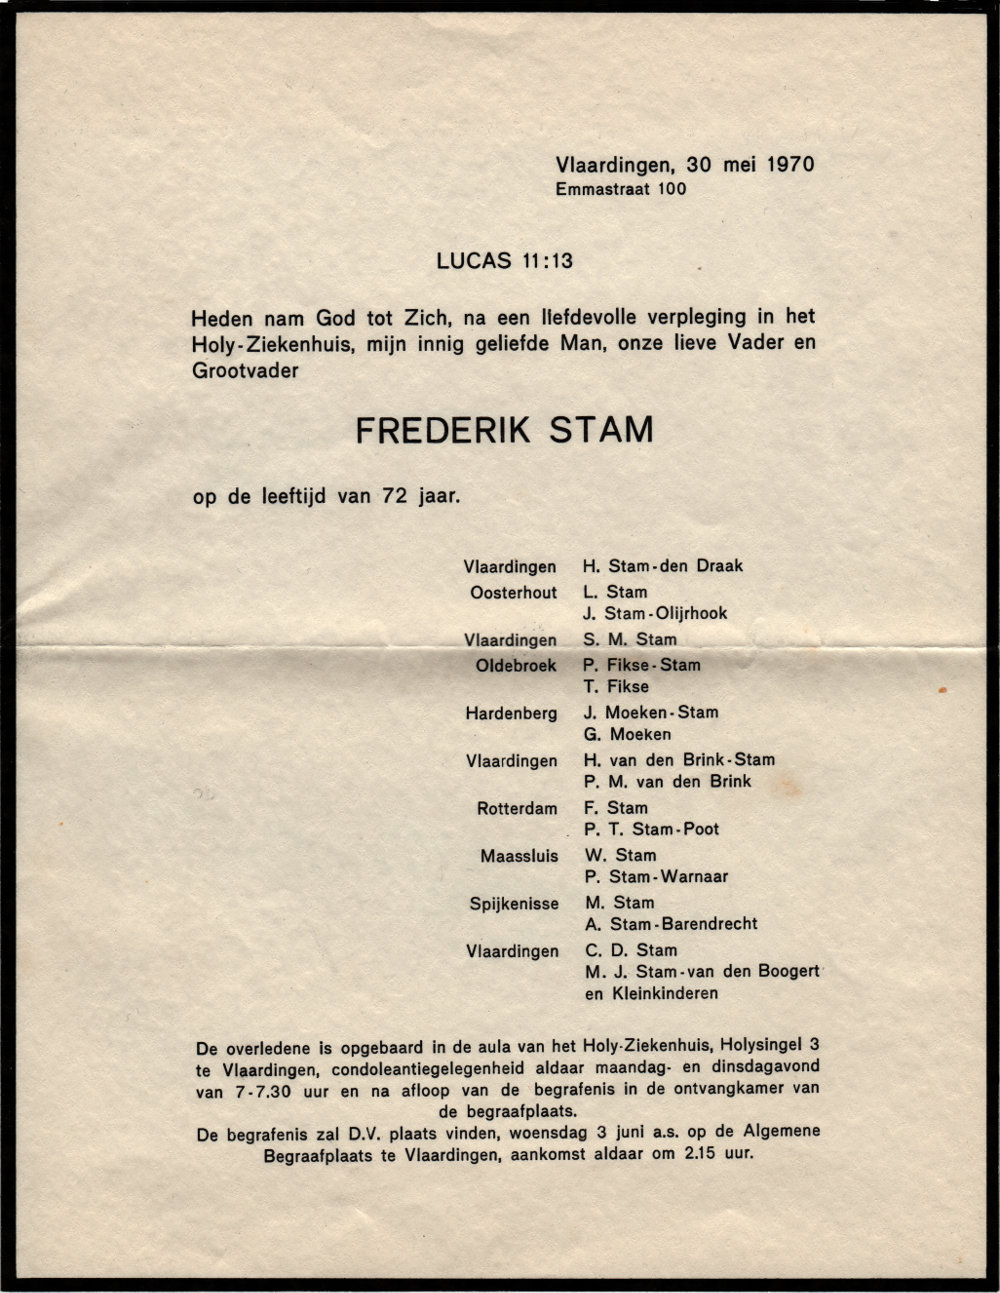 Vlaardingen, 30 mei 1970
Emmastraat 100
LUCAS 11:13
Heden nam God tot Zich, na een liefdevolle verpleging in het
Holy-Ziekenhuis, mijn innig geliefde Man, onze lieve Vader en
Grootvader
FREDERIK STAM
op de leeftijd van 72 jaar.
Vlaardingen H. Stam-den Draak
Oosterhout L. Stam
J. Stam-Olijrhook
Vlaardingen S. M. Stam
Oldebroek P. Fikse-Stam
T. Fikse
Hardenberg J. Moeken-Stam
G. Moeken
Vlaardingen H. van den Brink-Stam
P. M. van den Brink
Rotterdam F. Stam
P. T. Stam-Poot
Maassluis W. Stam
P. Stam-Warnaar
Spijkenisse M. Stam
A. Stam-Barendrecht
Vlaardingen C. D. Stam
M. J. Stam-van den Boogert
en Kleinkinderen
De overledene is opgebaard in de aula van het Holy-Ziekenhuis, Holysingel 3
te Vlaardingen, condoleantiegelegenheid aldaar maandag- en dinsdagavond
van 7-7.30 uur en na afloop van de begrafenis in de ontvangkamer van
de begraafplaats.
De begrafenis zal D.V. plaats vinden, woensdag 3 juni a.s. op de Algemene
Begraafplaats te Vlaardingen, aankomst aldaar om 2.15 uur.